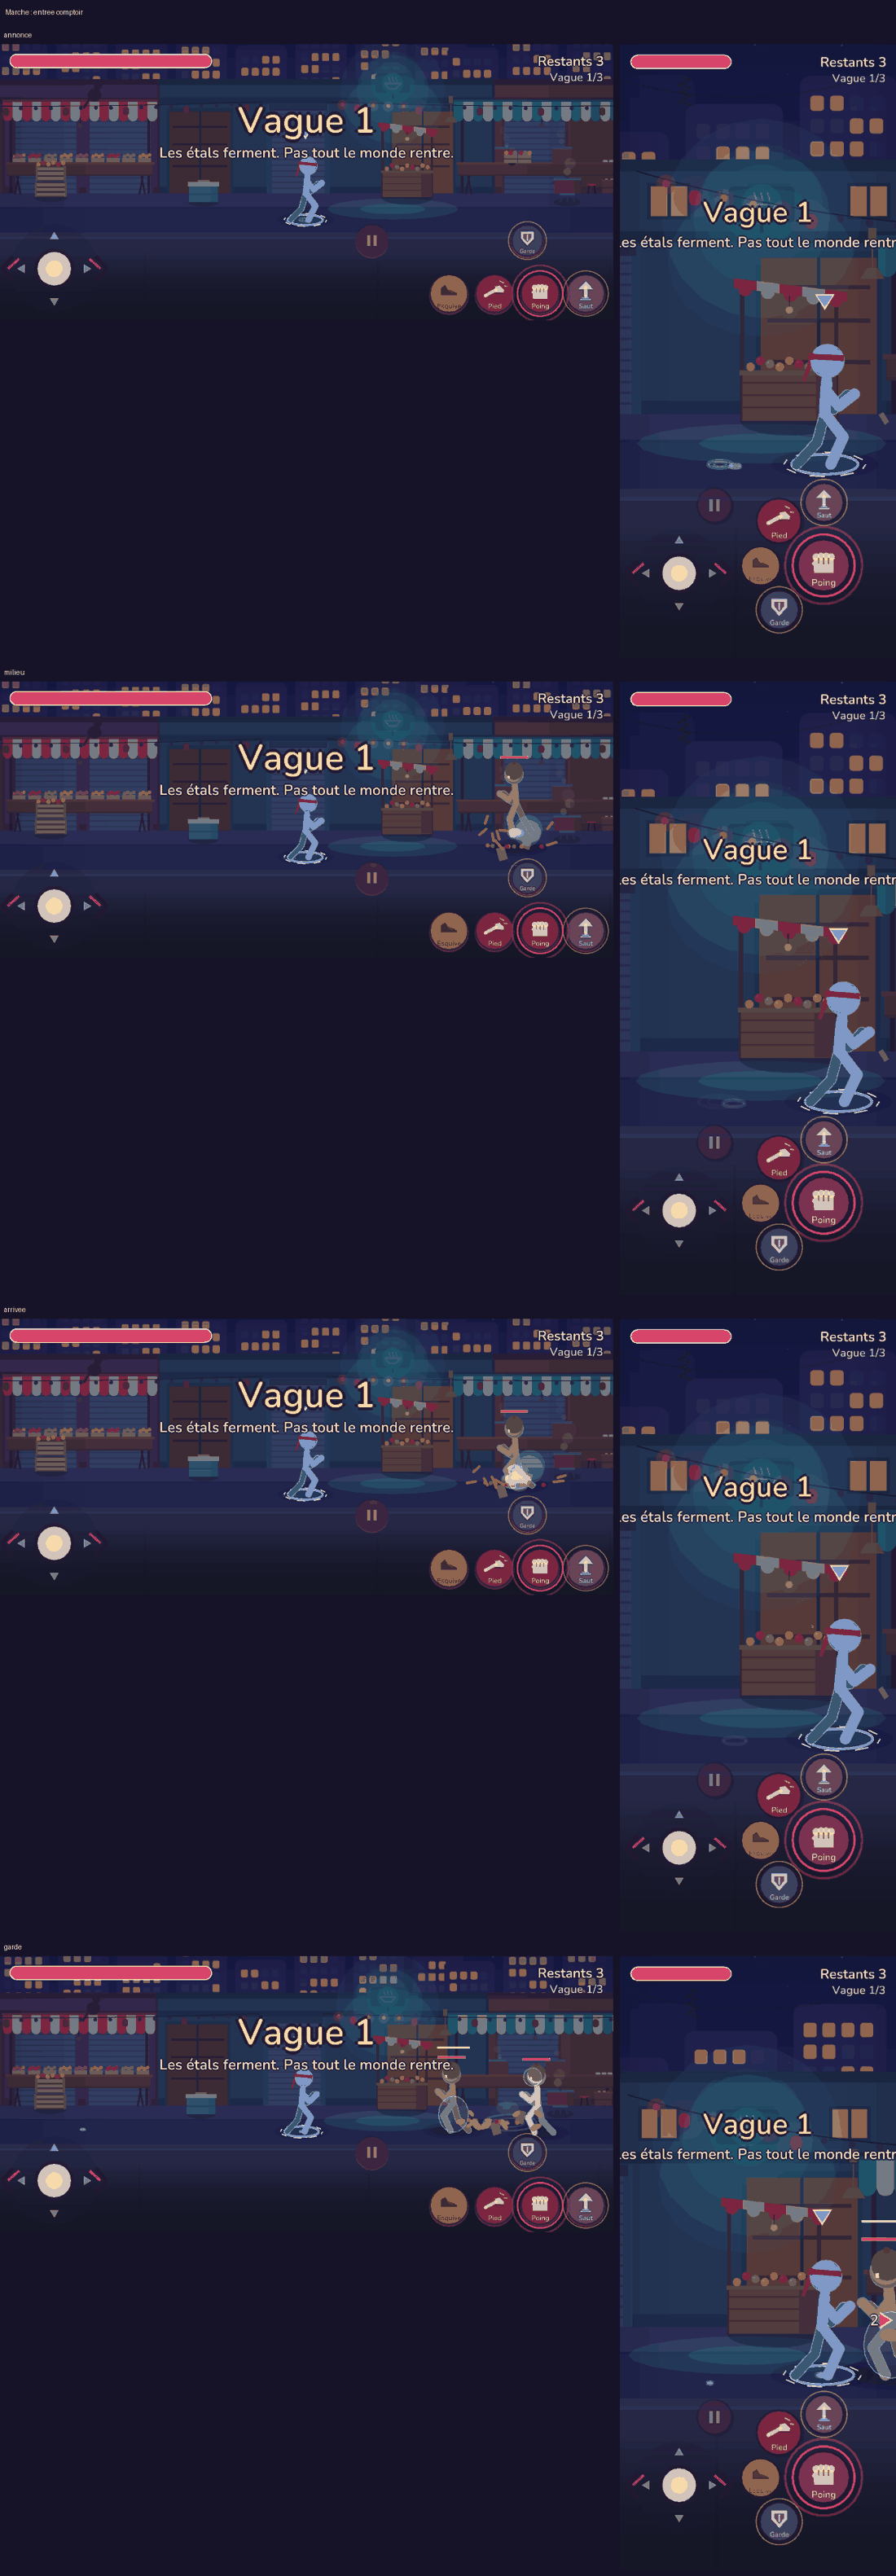 Marche : entree comptoir
annonce
Restants 3
Vague 1/3
Vague 1
Les étals ferment. Pas tout le monde rentre.
Garde
Esquive
Pied
Poing
Saut
Restants 3
Vague 1/3
Vague 1
es étals ferment. Pas tout le monde rentr
Saut
Pied
Poing
Garde
milieu
Restants 3
Vague 1/3
Vague 1
Les étals ferment. Pas tout le monde rentre.
Garde
Esquive
Pied
Poing
Saut
Restants 3
Vague 1/3
Vague 1
es étals ferment. Pas tout le monde rentr
Saut
Pied
Poing
Garde
arrivee
Restants 3
Vague 1/3
Vague 1
Les étals ferment. Pas tout le monde rentre.
Garde
Esquive
Pied
Poing
Saut
Restants 3
Vague 1/3
Vague 1
es étals ferment. Pas tout le monde rentr
Saut
Pied
Poing
Garde
garde
Restants 3
Vague 1/3
Vague 1
Les étals ferment. Pas tout le monde rentre.
Garde
Esquive
Pied
Poing
Saut
Restants 3
Vague 1/3
Vague 1
es étals ferment. Pas tout le monde rentr
2
Saut
Pied
Poing
Garde